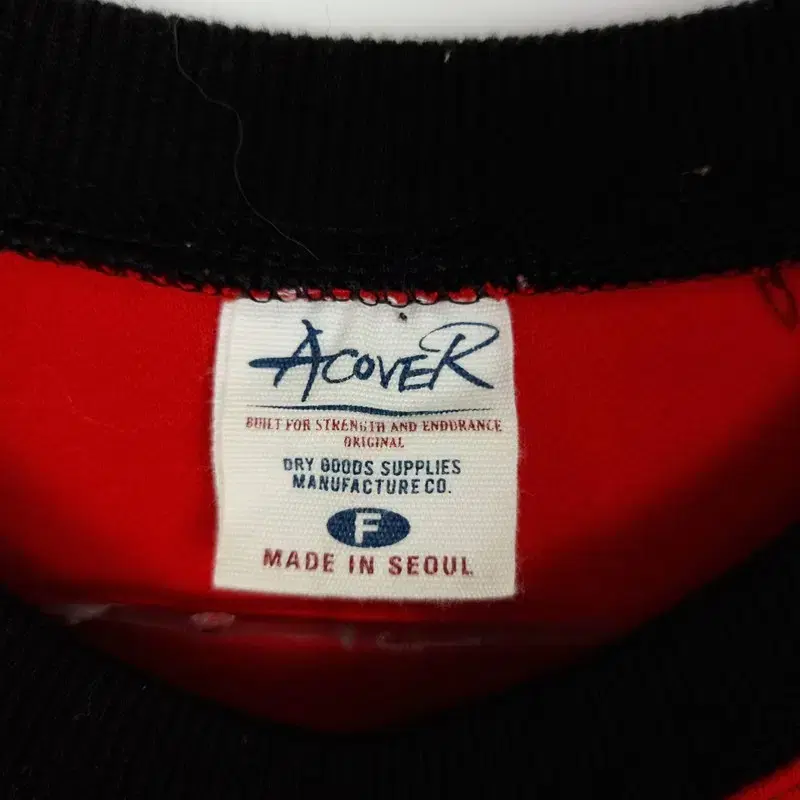 ACOVER
BUILT FOR STRENGTH AND ENDURANCE
ORIGINAL
DRY GOODS SUPPLIES
MANUFACTURE CO.
F
MADE IN SEOUL